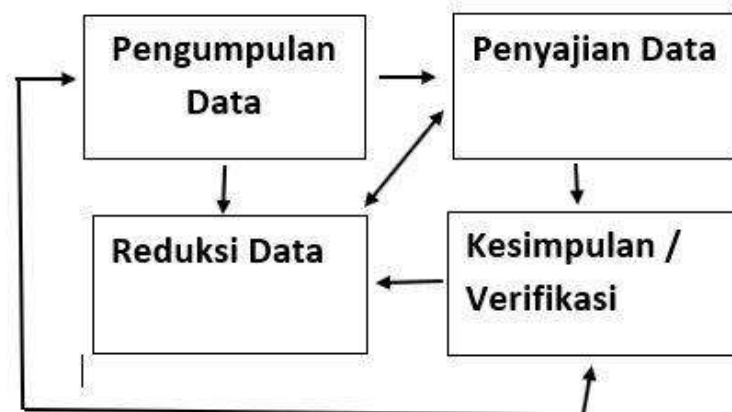 Pengumpulan
Data
Penyajian Data
Reduksi Data
Kesimpulan /
Verifikasi